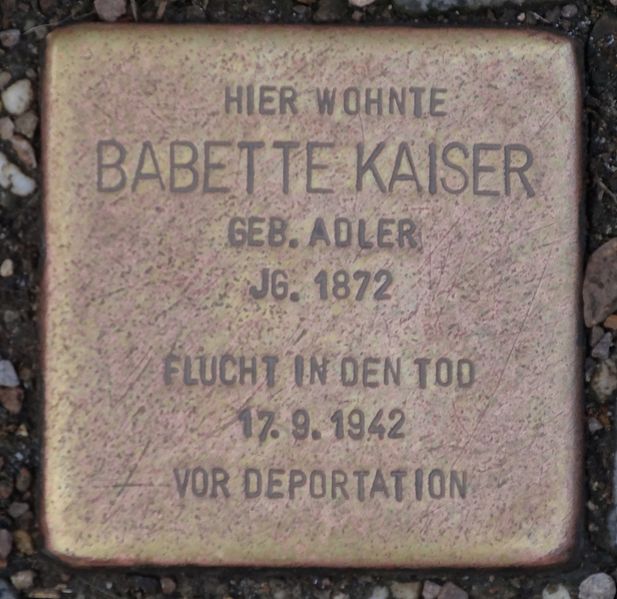 HIER WOHNTE
BABETTE KAISER
GEB. ADLER
JG. 1872
FLUCHT IN DEN TOD
17.9.1942
VOR DEPORTATION